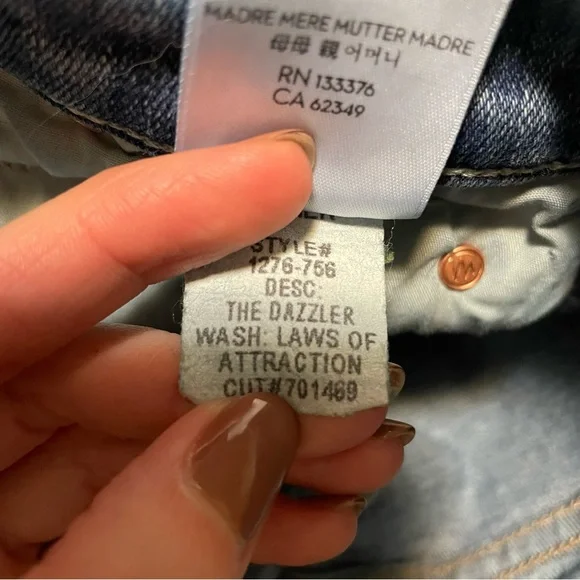 MADRE MERE MUTTER MADRE
母母 親 어머니
RN 133376
CA 62349
STYLE#
1276-756
DESC:
THE DAZZLER
WASH: LAWS OF
ATTRACTION
CUT#701469